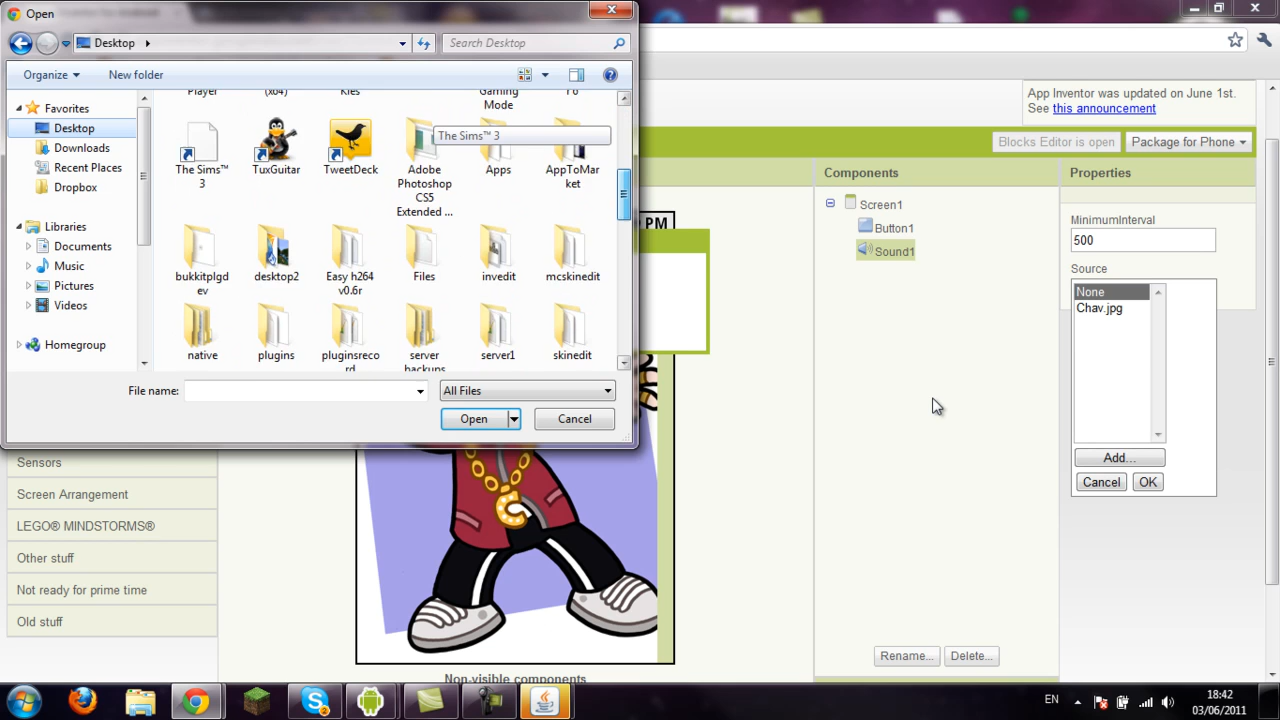 Open
Desktop
Search Desktop
Organize
New folder
Favorites
Desktop
Downloads
Recent Places
Dropbox
Libraries
Documents
Music
Pictures
Videos
Homegroup
Player
(x64)
Kies
Gaming
Mode
The Sims™ 3
The Sims™
3
TuxGuitar
TweetDeck
Adobe
Photoshop
CS5
Extended ...
Apps
AppToMar
ket
bukkitplgd
ev
desktop2
Easy h264
v0.6r
Files
invedit
mcskinedit
native
plugins
pluginsreco
rd
server
backups
server1
skinedit
File name:
All Files
Open
Cancel
App Inventor was updated on June 1st.
See this announcement
Blocks Editor is open
Package for Phone
Components
Screen1
Button1
Sound1
Rename...
Delete...
Properties
MinimumInterval
500
Source
None
Chav.jpg
Add...
Cancel
OK
PM
Sensors
Screen Arrangement
LEGO® MINDSTORMS®
Other stuff
Not ready for prime time
Old stuff
Non-visible components
EN
18:42
03/06/2011